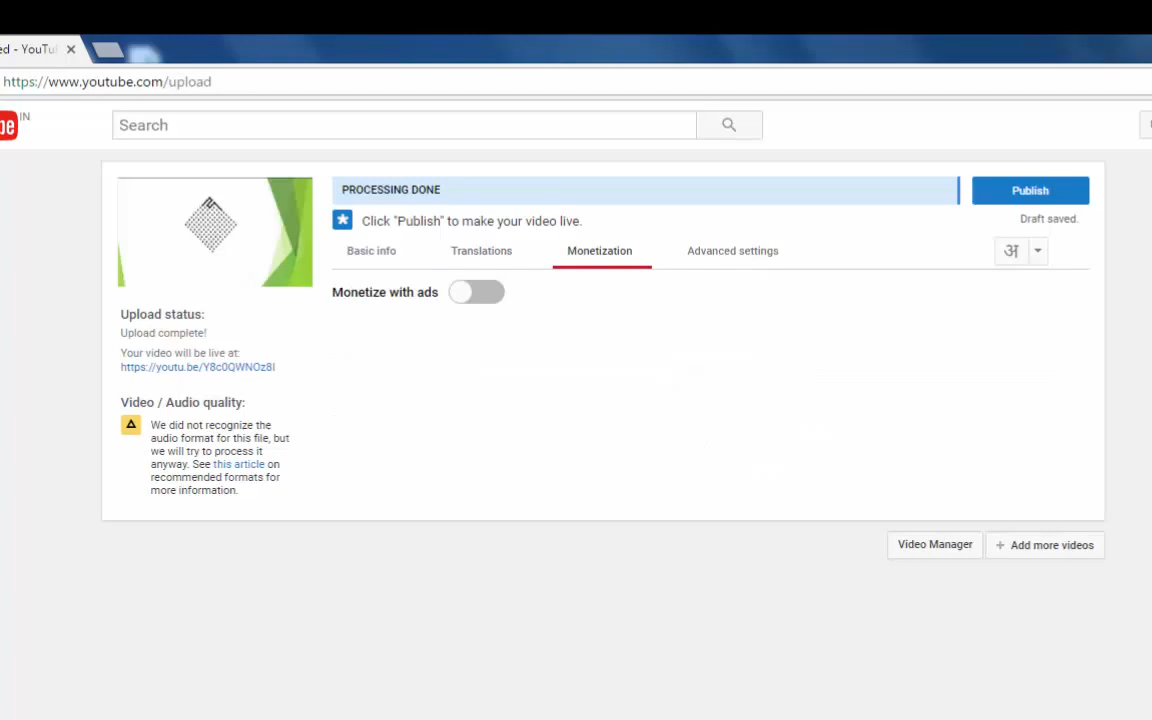 ed - YouTu
https://www.youtube.com/upload
be IN
Search
PROCESSING DONE
Publish
Click "Publish" to make your video live.
Draft saved.
Basic info
Translations
Monetization
Advanced settings
अ
Monetize with ads
Upload status:
Upload complete!
Your video will be live at:
https://youtu.be/Y8c0QWNOz8I
Video / Audio quality:
We did not recognize the
audio format for this file, but
we will try to process it
anyway. See this article on
recommended formats for
more information.
Video Manager
+ Add more videos